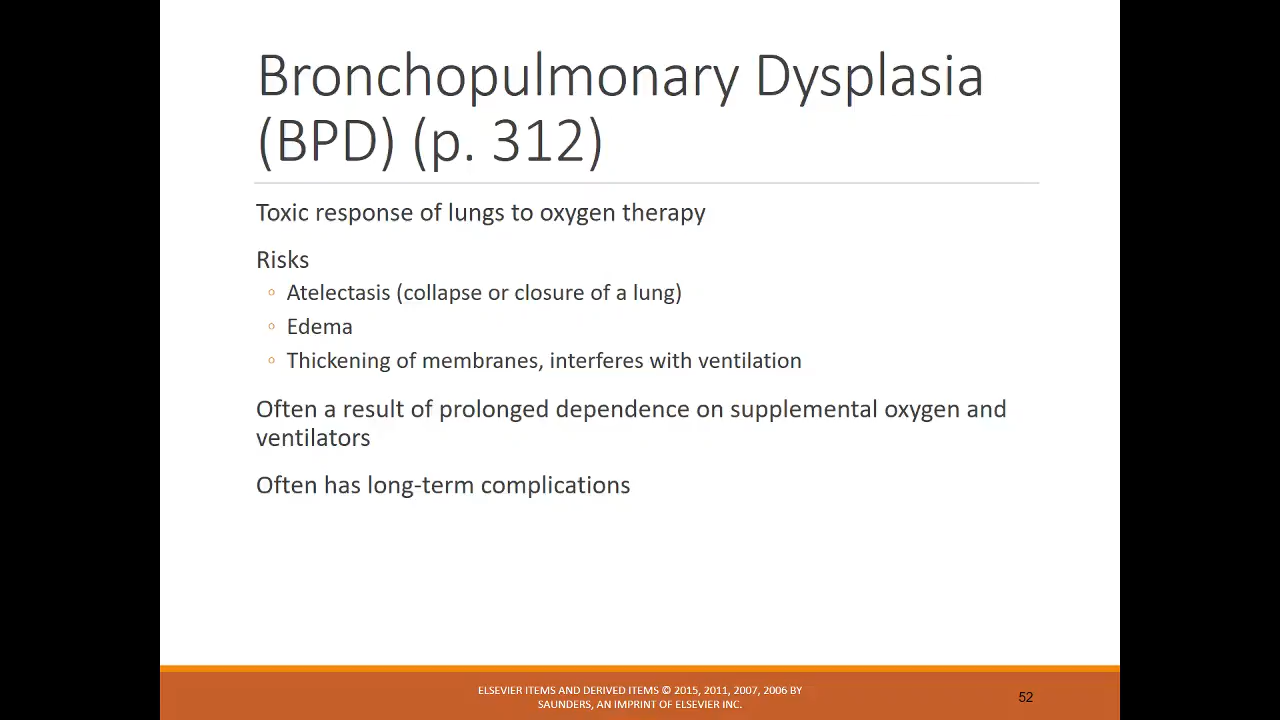 Bronchopulmonary Dysplasia
(BPD) (p. 312)
Toxic response of lungs to oxygen therapy
Risks
◦ Atelectasis (collapse or closure of a lung)
◦ Edema
◦ Thickening of membranes, interferes with ventilation
Often a result of prolonged dependence on supplemental oxygen and
ventilators
Often has long-term complications
ELSEVIER ITEMS AND DERIVED ITEMS © 2015, 2011, 2007, 2006 BY
SAUNDERS, AN IMPRINT OF ELSEVIER INC.
52